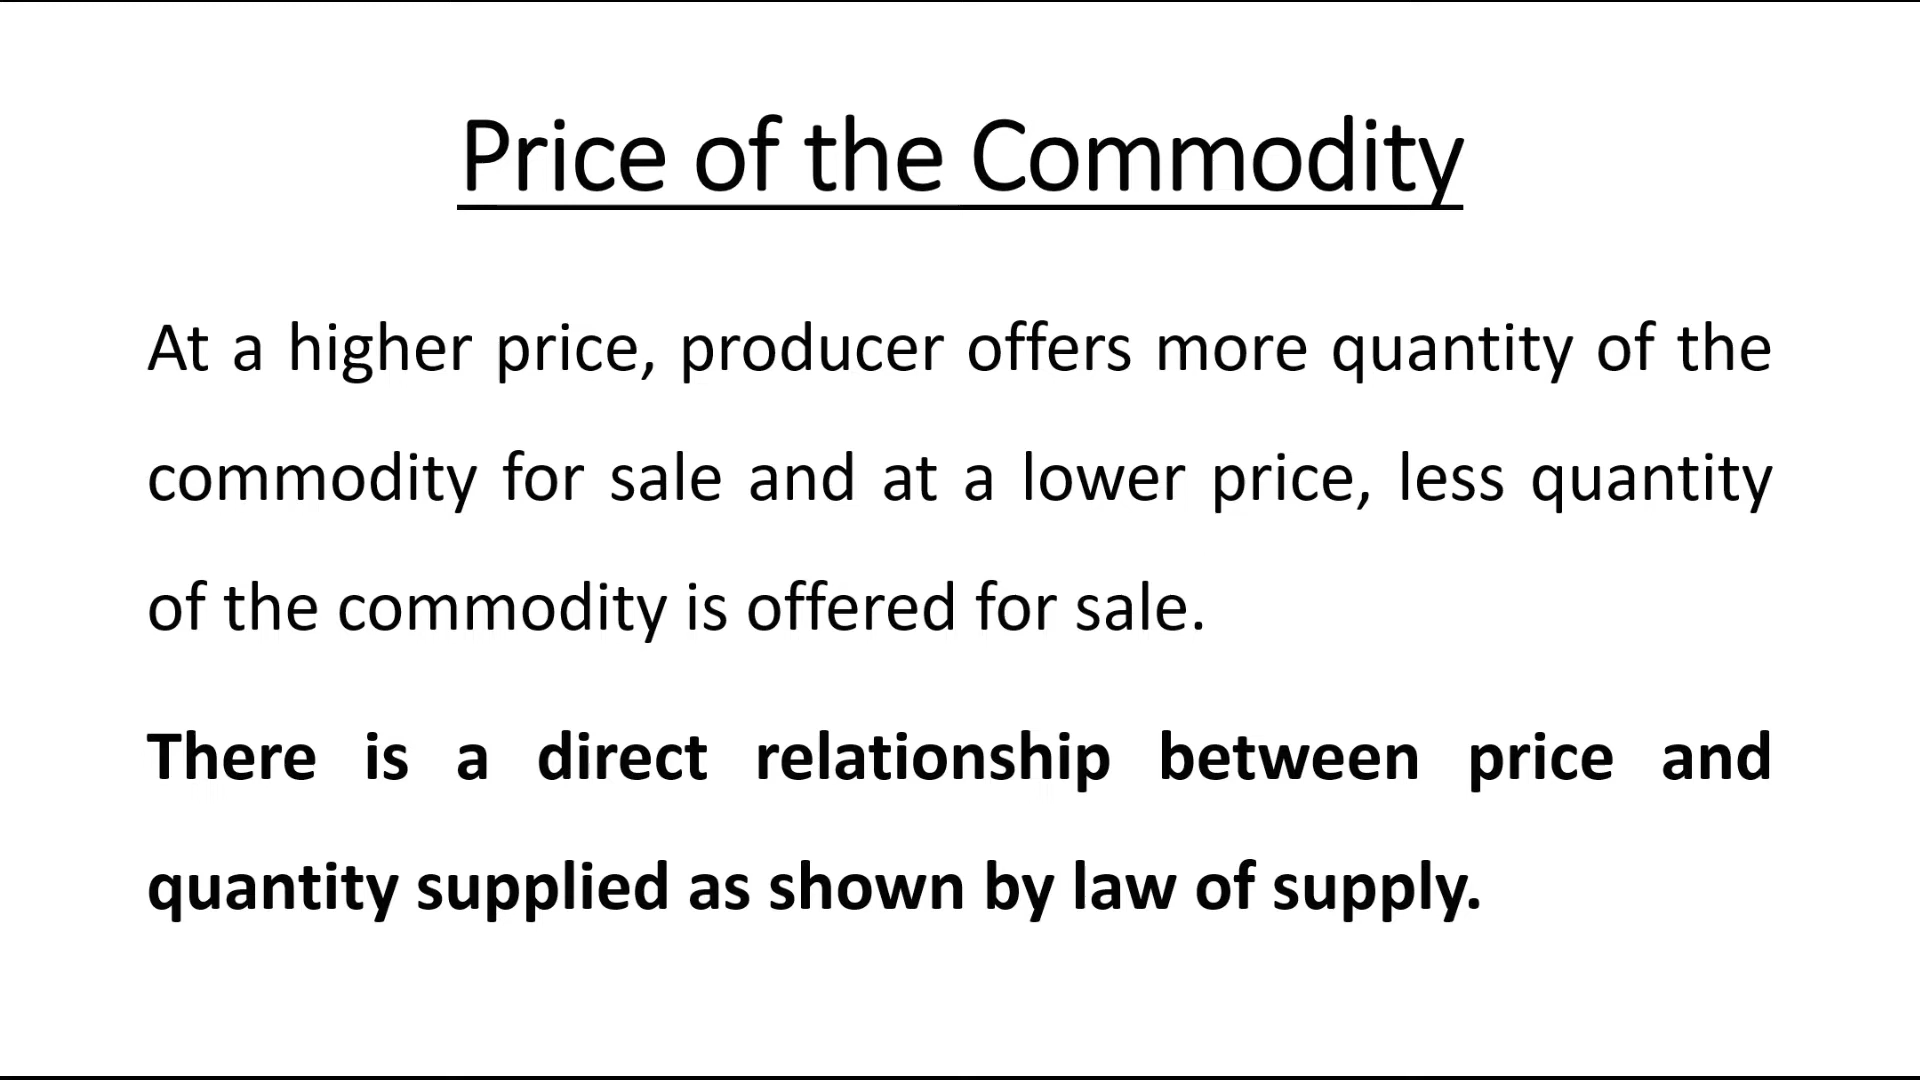 Price of the Commodity
At a higher price, producer offers more quantity of the
commodity for sale and at a lower price, less quantity
of the commodity is offered for sale.
There is a direct relationship between price and
quantity supplied as shown by law of supply.